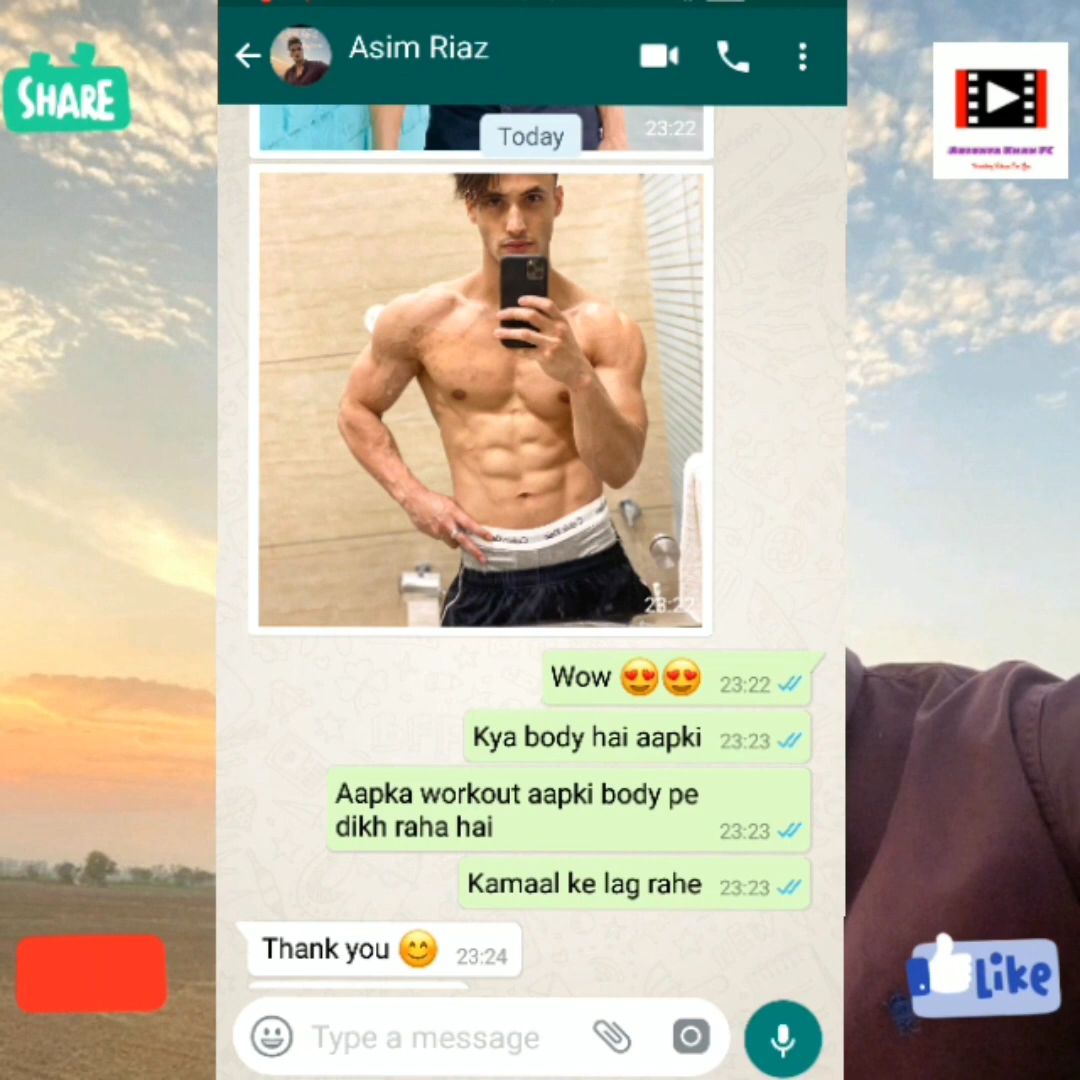 SHARE
Asim Riaz
23:22
Today
23:22
Wow 😍😍 23:22
Kya body hai aapki 23:23
Aapka workout aapki body pe
dikh raha hai 23:23
Kamaal ke lag rahe 23:23
Thank you 😊 23:24
Type a message
Like